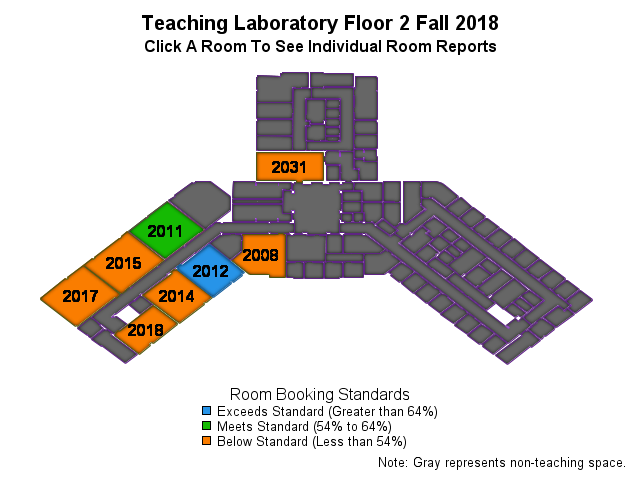 Teaching Laboratory Floor 2 Fall 2018
Click A Room To See Individual Room Reports
2031
2011
2008
2015
2012
2017
2014
2018
Room Booking Standards
Exceeds Standard (Greater than 64%)
Meets Standard (54% to 64%)
Below Standard (Less than 54%)
Note: Gray represents non-teaching space.